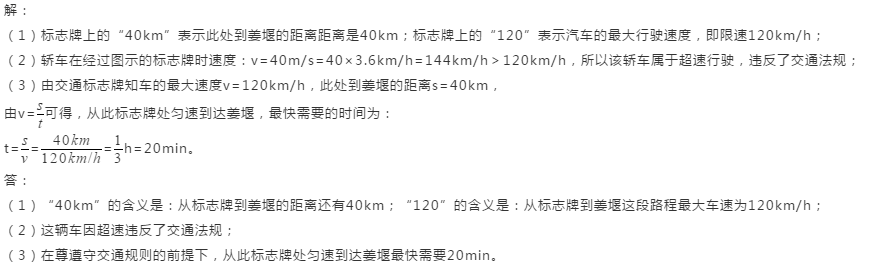 解：
（1）标志牌上的“40km”表示此处到姜堰的距离距离是40km；标志牌上的“120”表示汽车的最大行驶速度，即限速120km/h；
（2）轿车在经过图示的标志牌时速度：v=40m/s=40×3.6km/h=144km/h＞120km/h，所以该轿车属于超速行驶，违反了交通法规；
（3）由交通标志牌知车的最大速度v=120km/h，此处到姜堰的距离s=40km，
由v=s/t可得，从此标志牌处匀速到达姜堰，最快需要的时间为：
t=s/v=40km/120km/h=1/3h=20min。
答：
（1）“40km”的含义是：从标志牌到姜堰的距离还有40km；“120”的含义是：从标志牌到姜堰这段路程最大车速为120km/h；
（2）这辆车因超速违反了交通法规；
（3）在尊遵守交通规则的前提下，从此标志牌处匀速到达姜堰最快需要20min。